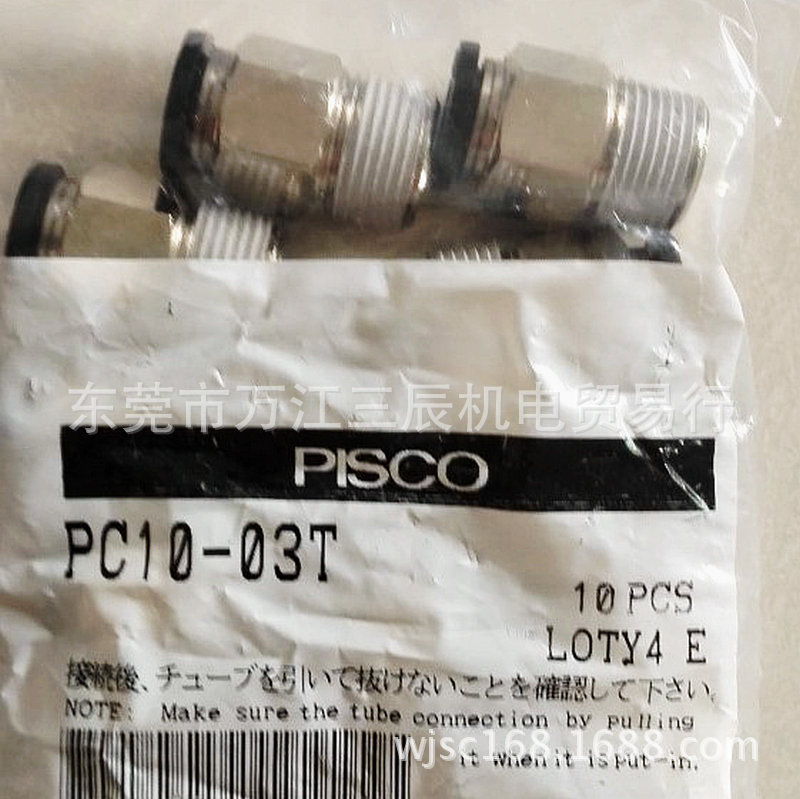 东莞市万江三辰机电贸易行
PISCO
PC10-03T
10 PCS
LOTY4 E
接続後、チューブを引いて抜けないことを確認して下さい。
NOTE: Make sure the tube connection by pulling
it when it is put-in.
wjsc168.1688.com